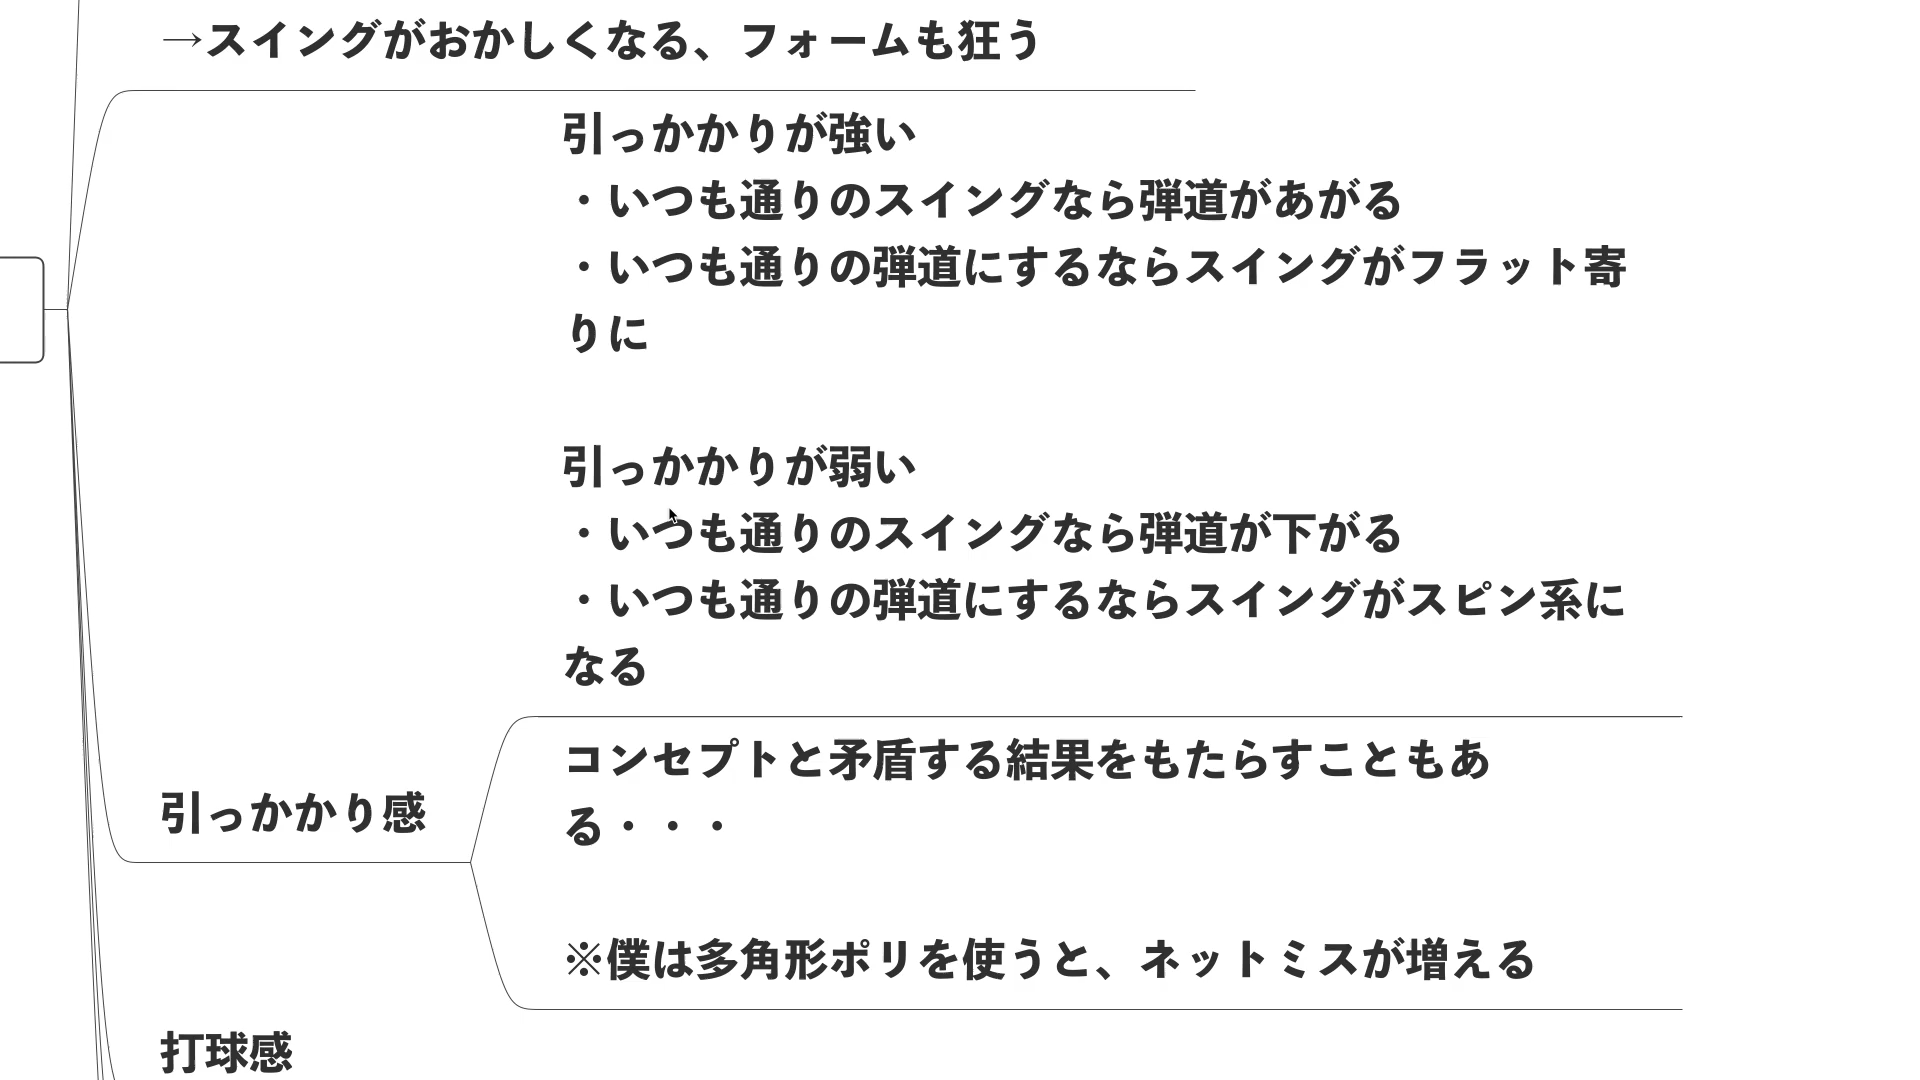 →スイングがおかしくなる、フォームも狂う
引っかかりが強い
・いつも通りのスイングなら弾道があがる
・いつも通りの弾道にするならスイングがフラット寄
りに
引っかかりが弱い
・いつも通りのスイングなら弾道が下がる
・いつも通りの弾道にするならスイングがスピン系に
なる
引っかかり感
コンセプトと矛盾する結果をもたらすこともあ
る・・・
※僕は多角形ポリを使うと、ネットミスが増える
打球感